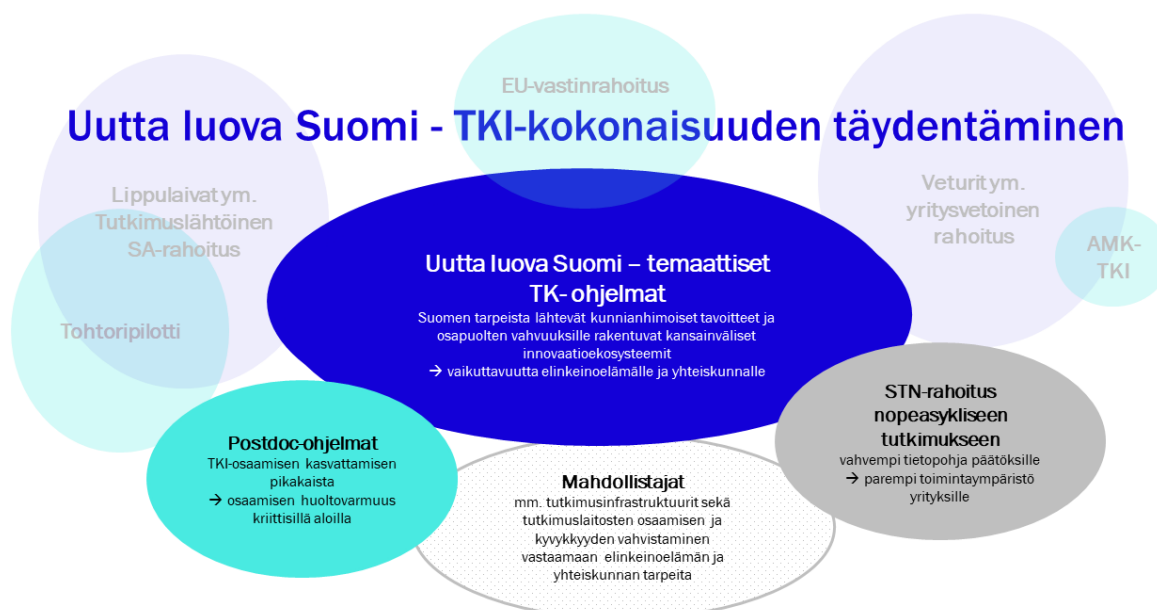 EU-vastinrahoitus
Uutta luova Suomi - TKI-kokonaisuuden täydentäminen
Lippulaivat ym.
Tutkimuslähtöinen
SA-rahoitus
Veturit ym.
yritysvetoinen
rahoitus
AMK-
TKI
Tohtoripilotti
Uutta luova Suomi – temaattiset
TK- ohjelmat
Suomen tarpeista lähtevät kunnianhimoiset tavoitteet ja
osapuolten vahvuuksille rakentuvat kansainväliset
innovaatioekosysteemit
→ vaikuttavuutta elinkeinoelämälle ja yhteiskunnalle
Postdoc-ohjelmat
TKI-osaamisen kasvattamisen
pikakaista
→ osaamisen huoltovarmuus
kriittisillä aloilla
Mahdollistajat
mm. tutkimusinfrastruktuurit sekä
tutkimuslaitosten osaamisen ja
kyvykkyyden vahvistaminen
vastaamaan elinkeinoelämän ja
yhteiskunnan tarpeita
STN-rahoitus
nopeasykliseen
tutkimukseen
vahvempi tietopohja päätöksille
→ parempi toimintaympäristö
yrityksille